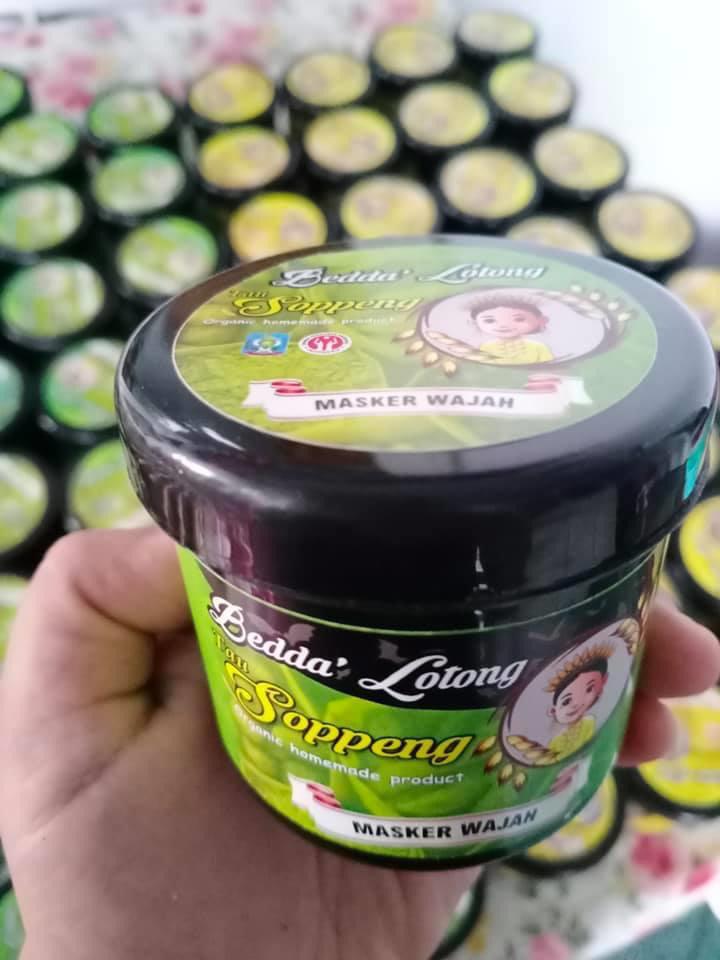 Bedda' Lotong
Tau
Soppeng
Organic homemade product
MASKER WAJAH
Bedda' Lotong
Tau
Soppeng
Organic homemade product
MASKER WAJAH